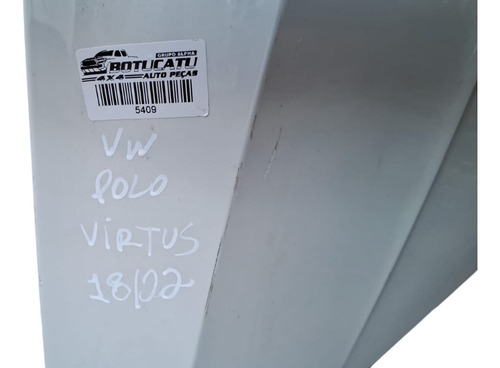 GRUPO ALPHA
BOTUCATU
4X4 AUTO PEÇAS
5409
VW
POLO
VIRTUS
18/22